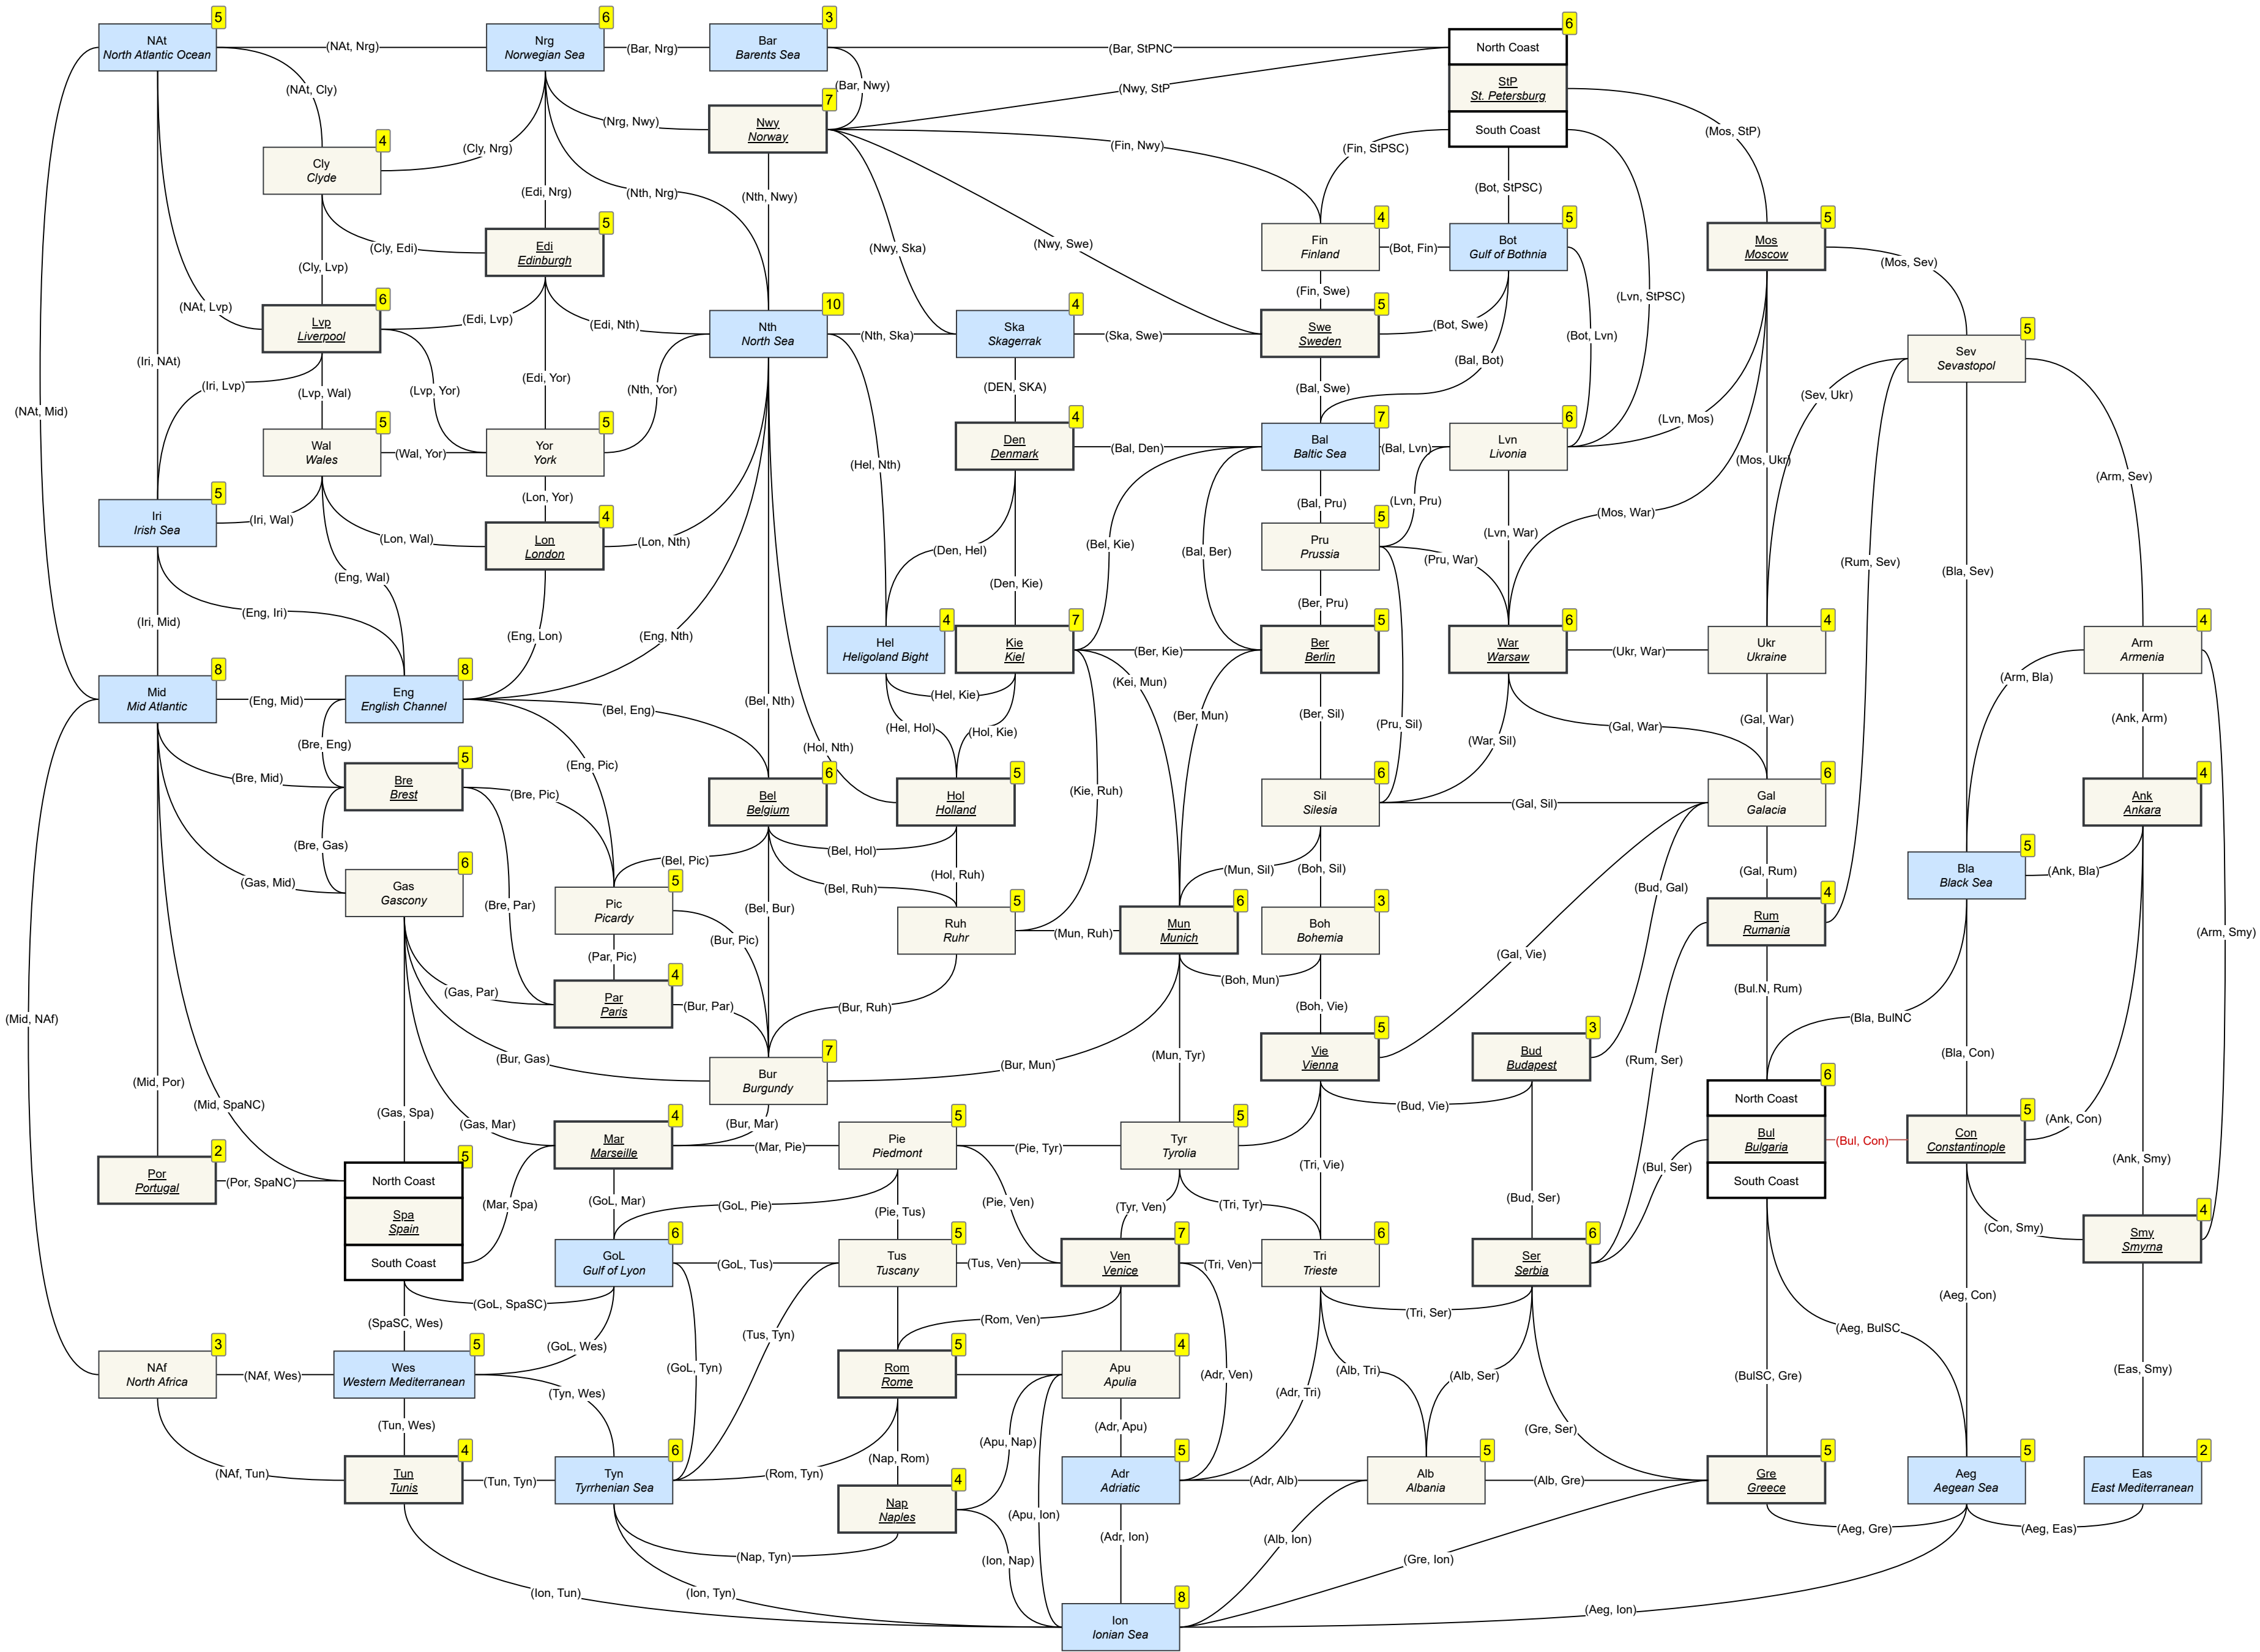 5
NAt
North Atlantic Ocean
(NAt, Nrg)
6
Nrg
Norwegian Sea
(Bar, Nrg)
3
Bar
Barents Sea
(Bar, StPNC
6
North Coast
StP
St. Petersburg
South Coast
(NAt, Cly)
(Bar, Nwy)
(Nwy, StP
7
Nwy
Norway
(Nrg, Nwy)
(Mos, StP)
4
Cly
Clyde
(Cly, Nrg)
(Fin, Nwy)
(Fin, StPSC)
(Edi, Nrg)
(Nth, Nrg)
(Nth, Nwy)
(Bot, StPSC)
5
Edi
Edinburgh
(Cly, Edi)
(Nwy, Ska)
(Nwy, Swe)
4
Fin
Finland
(Bot, Fin)
5
Bot
Gulf of Bothnia
5
Mos
Moscow
(Mos, Sev)
(Cly, Lvp)
(NAt, Lvp)
6
Lvp
Liverpool
(Edi, Lvp)
(Edi, Nth)
10
Nth
North Sea
(Nth, Ska)
4
Ska
Skagerrak
(Ska, Swe)
(Fin, Swe)
5
Swe
Sweden
(Bot, Swe)
(Bot, Lvn)
(Lvn, StPSC)
5
Sev
Sevastopol
(Iri, NAt)
(Iri, Lvp)
(Lvp, Wal)
(Lvp, Yor)
(Edi, Yor)
(Nth, Yor)
(DEN, SKA)
(Bal, Swe)
(Bal, Bot)
(Sev, Ukr)
(NAt, Mid)
5
Wal
Wales
(Wal, Yor)
5
Yor
York
(Hel, Nth)
4
Den
Denmark
(Bal, Den)
7
Bal
Baltic Sea
(Bal, Lvn)
6
Lvn
Livonia
(Lvn, Mos)
(Mos, Ukr)
(Arm, Sev)
5
Iri
Irish Sea
(Iri, Wal)
(Lon, Yor)
(Lon, Wal)
4
Lon
London
(Lon, Nth)
(Den, Hel)
(Bel, Kie)
(Bal, Ber)
(Bal, Pru)
(Lvn, Pru)
5
Pru
Prussia
(Pru, War)
(Lvn, War)
(Mos, War)
(Rum, Sev)
(Bla, Sev)
(Eng, Wal)
(Eng, Iri)
(Iri, Mid)
(Eng, Lon)
(Eng, Nth)
(Den, Kie)
(Ber, Pru)
4
Hel
Heligoland Bight
7
Kie
Kiel
(Ber, Kie)
5
Ber
Berlin
6
War
Warsaw
(Ukr, War)
4
Ukr
Ukraine
4
Arm
Armenia
(Arm, Bla)
8
Mid
Mid Atlantic
(Eng, Mid)
8
Eng
English Channel
(Bel, Eng)
(Bel, Nth)
(Hel, Kie)
(Kei, Mun)
(Ber, Mun)
(Ber, Sil)
(Pru, Sil)
(War, Sil)
(Gal, War)
(Gal, War)
(Ank, Arm)
(Bre, Eng)
(Bre, Mid)
5
Bre
Brest
(Bre, Pic)
(Eng, Pic)
(Hol, Nth)
(Hel, Hol)
(Hol, Kie)
6
Bel
Belgium
5
Hol
Holland
(Kie, Ruh)
6
Sil
Silesia
(Gal, Sil)
6
Gal
Galacia
4
Ank
Ankara
(Bre, Gas)
(Bel, Pic)
(Bel, Hol)
(Gas, Mid)
6
Gas
Gascony
(Bre, Par)
5
Pic
Picardy
(Bur, Pic)
(Bel, Ruh)
(Hol, Ruh)
(Bel, Bur)
5
Ruh
Ruhr
(Mun, Ruh)
(Mun, Sil)
(Boh, Sil)
6
Mun
Munich
3
Boh
Bohemia
(Bud, Gal)
(Gal, Rum)
4
Rum
Rumania
5
Bla
Black Sea
(Ank, Bla)
(Arm, Smy)
(Par, Pic)
(Gas, Par)
4
Par
Paris
(Bur, Par)
(Bur, Ruh)
(Boh, Mun)
(Gal, Vie)
(Boh, Vie)
(Bul.N, Rum)
(Bla, BulNC
(Mid, NAf)
(Bur, Gas)
7
Bur
Burgundy
(Bur, Mun)
(Mun, Tyr)
5
Vie
Vienna
3
Bud
Budapest
(Rum, Ser)
(Bla, Con)
(Mid, Por)
(Mid, SpaNC)
(Gas, Spa)
(Gas, Mar)
(Bur, Mar)
(Bud, Vie)
6
North Coast
Bul
Bulgaria
South Coast
(Bul, Con)
5
Con
Constantinople
(Ank, Con)
4
Mar
Marseille
(Mar, Pie)
5
Pie
Piedmont
(Pie, Tyr)
5
Tyr
Tyrolia
(Tri, Vie)
(Bul, Ser)
(Ank, Smy)
2
Por
Portugal
(Por, SpaNC)
5
North Coast
Spa
Spain
South Coast
(Mar, Spa)
(GoL, Mar)
(GoL, Pie)
(Pie, Tus)
(Pie, Ven)
(Tyr, Ven)
(Tri, Tyr)
(Bud, Ser)
(Con, Smy)
4
Smy
Smyrna
6
GoL
Gulf of Lyon
(GoL, Tus)
5
Tus
Tuscany
(Tus, Ven)
7
Ven
Venice
(Tri, Ven)
6
Tri
Trieste
6
Ser
Serbia
(GoL, SpaSC)
(SpaSC, Wes)
(GoL, Wes)
(Tus, Tyn)
(Rom, Ven)
(Tri, Ser)
(Aeg, Con)
(Aeg, BulSC
3
NAf
North Africa
(NAf, Wes)
5
Wes
Western Mediterranean
(Tyn, Wes)
(GoL, Tyn)
5
Rom
Rome
4
Apu
Apulia
(Adr, Ven)
(Adr, Tri)
(Alb, Tri)
(Alb, Ser)
(BulSC, Gre)
(Eas, Smy)
(Tun, Wes)
(Adr, Apu)
(Apu, Nap)
(Gre, Ser)
(NAf, Tun)
4
Tun
Tunis
(Tun, Tyn)
6
Tyn
Tyrrhenian Sea
(Rom, Tyn)
(Nap, Rom)
5
Adr
Adriatic
(Adr, Alb)
5
Alb
Albania
(Alb, Gre)
5
Gre
Greece
5
Aeg
Aegean Sea
2
Eas
East Mediterranean
4
Nap
Naples
(Apu, Ion)
(Adr, Ion)
(Alb, Ion)
(Aeg, Gre)
(Aeg, Eas)
(Nap, Tyn)
(Ion, Nap)
(Gre, Ion)
(Ion, Tun)
(Ion, Tyn)
8
Ion
Ionian Sea
(Aeg, Ion)